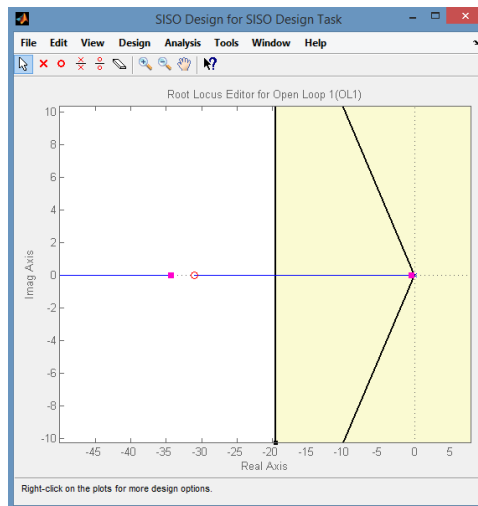 SISO Design for SISO Design Task
File Edit View Design Analysis Tools Window Help
Root Locus Editor for Open Loop 1(OL1)
10
8
6
4
2
0
-2
-4
-6
-8
-10
Imag Axis
-45 -40 -35 -30 -25 -20 -15 -10 -5 0 5
Real Axis
Right-click on the plots for more design options.